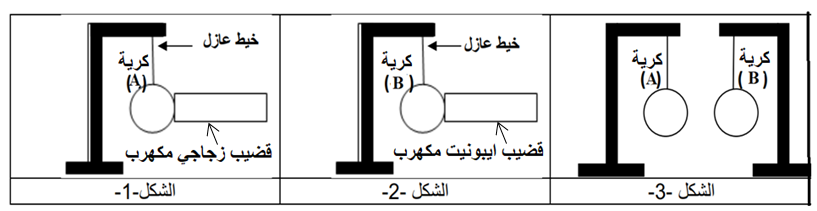 خيط عازل
كرية
(A)
قضيب زجاجي مكهرب
الشكل-1-
خيط عازل
كرية
(B)
قضيب ايبونيت مكهرب
الشكل -2-
كرية
(A)
كرية
(B)
الشكل -3-